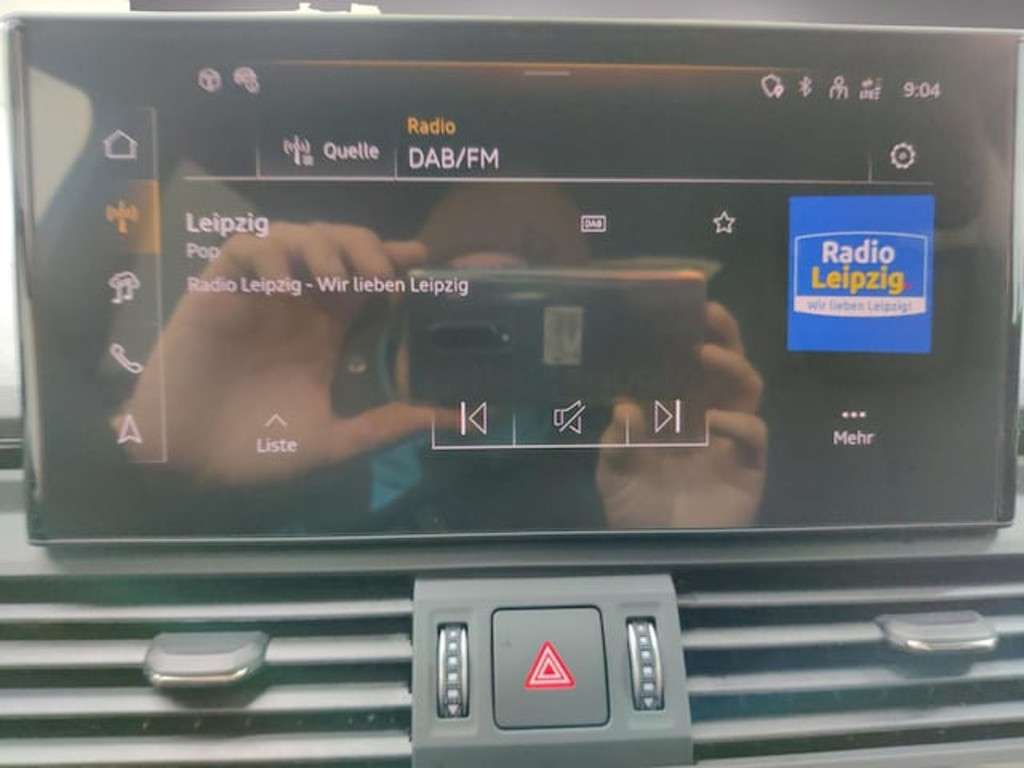 9:04
Quelle
Radio
DAB/FM
Leipzig
DAB
Pop
Radio Leipzig - Wir lieben Leipzig
Radio
Leipzig.
Wir lieben Leipzig!
Liste
Mehr